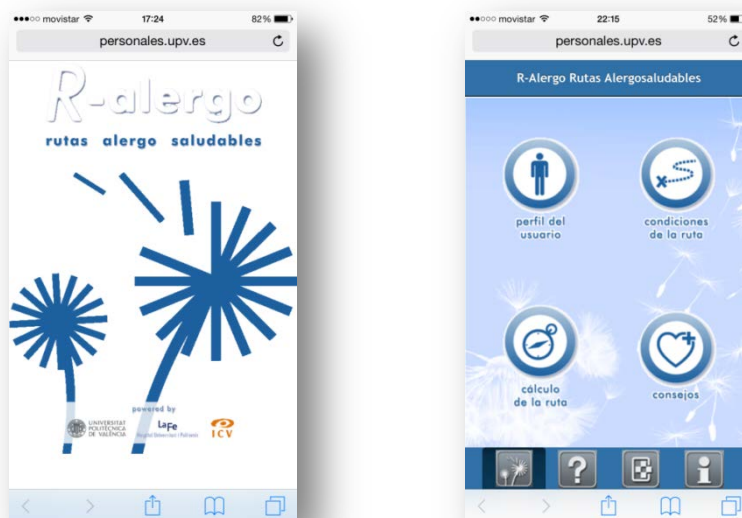 movistar 17:24 82%
personales.upv.es
R-alergo
rutas alergo saludables
powered by
UNIVERSITAT
POLITÈCNICA
DE VALÈNCIA
LaFe
ICV
movistar 22:15 52%
personales.upv.es
R-Alergo Rutas Alergosaludables
perfil del
usuario
condiciones
de la ruta
cálculo
de la ruta
consejos